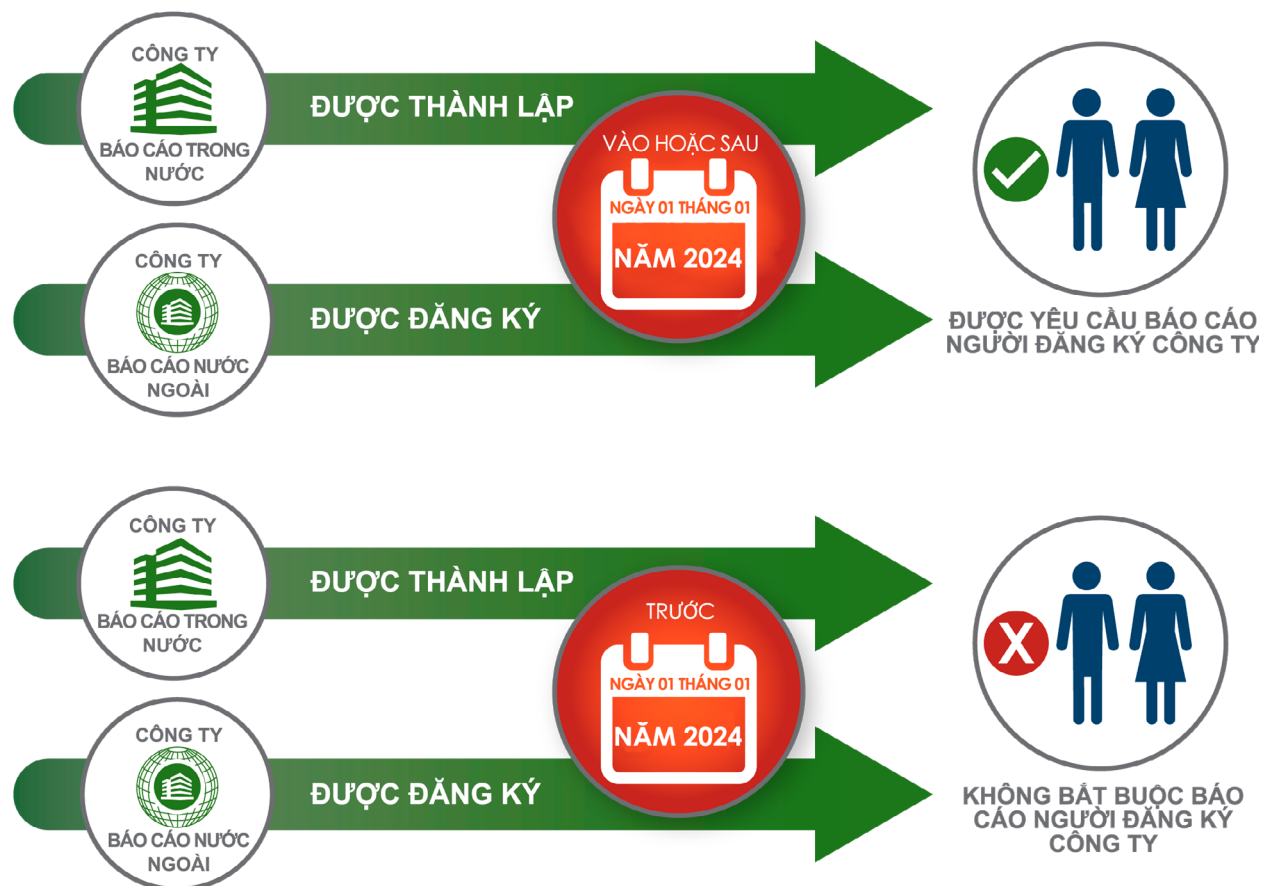 CÔNG TY
BÁO CÁO TRONG
NƯỚC
ĐƯỢC THÀNH LẬP
VÀO HOẶC SAU
NGÀY 01 THÁNG 01
NĂM 2024
CÔNG TY
BÁO CÁO NƯỚC
NGOÀI
ĐƯỢC ĐĂNG KÝ
ĐƯỢC YÊU CẦU BÁO CÁO
NGƯỜI ĐĂNG KÝ CÔNG TY
CÔNG TY
BÁO CÁO TRONG
NƯỚC
ĐƯỢC THÀNH LẬP
TRƯỚC
NGÀY 01 THÁNG 01
NĂM 2024
CÔNG TY
BÁO CÁO NƯỚC
NGOÀI
ĐƯỢC ĐĂNG KÝ
X
KHÔNG BẮT BUỘC BÁO
CÁO NGƯỜI ĐĂNG KÝ
CÔNG TY